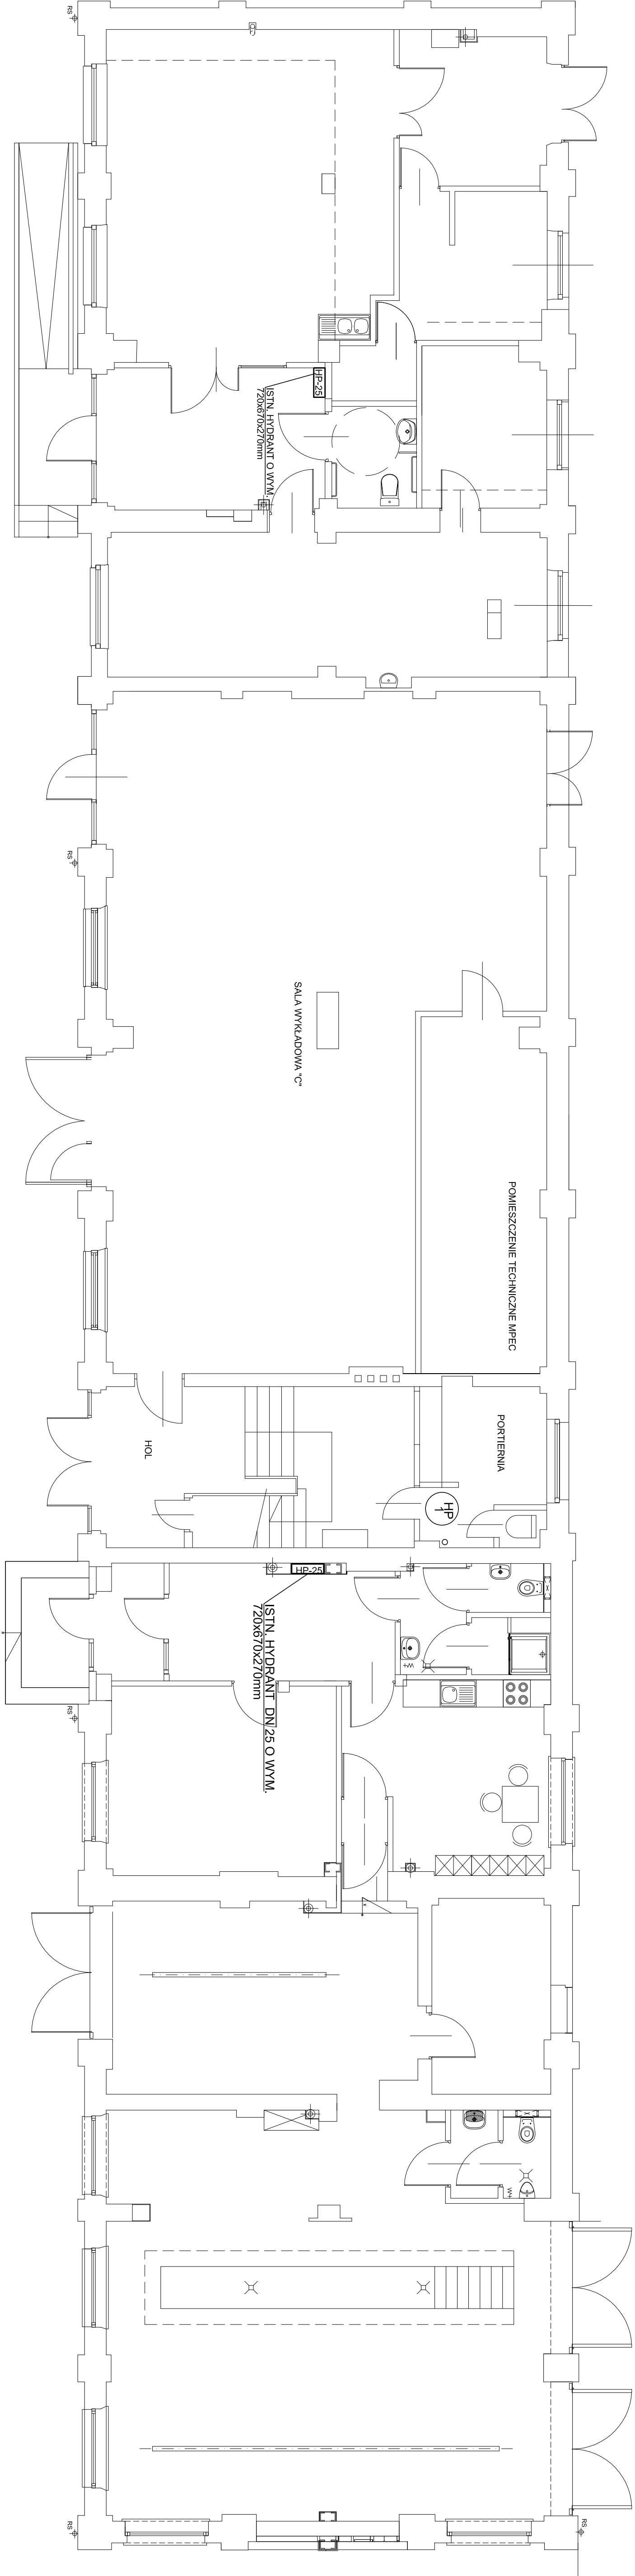 RS
HP-25
ISTN. HYDRANT O WYM.
720x670x270mm
RS
SALA WYKŁADOWA "C"
POMIESZCZENIE TECHNICZNE MPEC
HOL
PORTIERNIA
HP
1
HP-25
ISTN. HYDRANT DN 25 O WYM.
720x670x270mm
RS
RS
RS